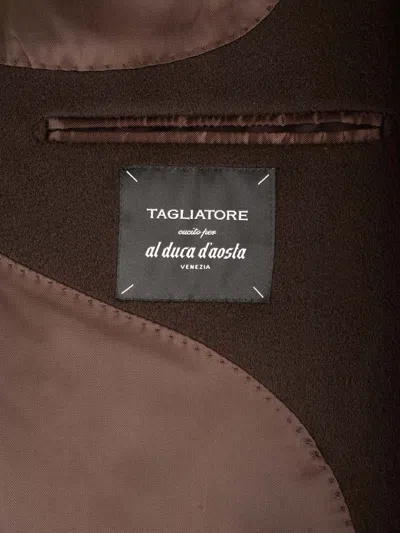 TAGLIATORE
cucito per
al duca d'aosta
VENEZIA